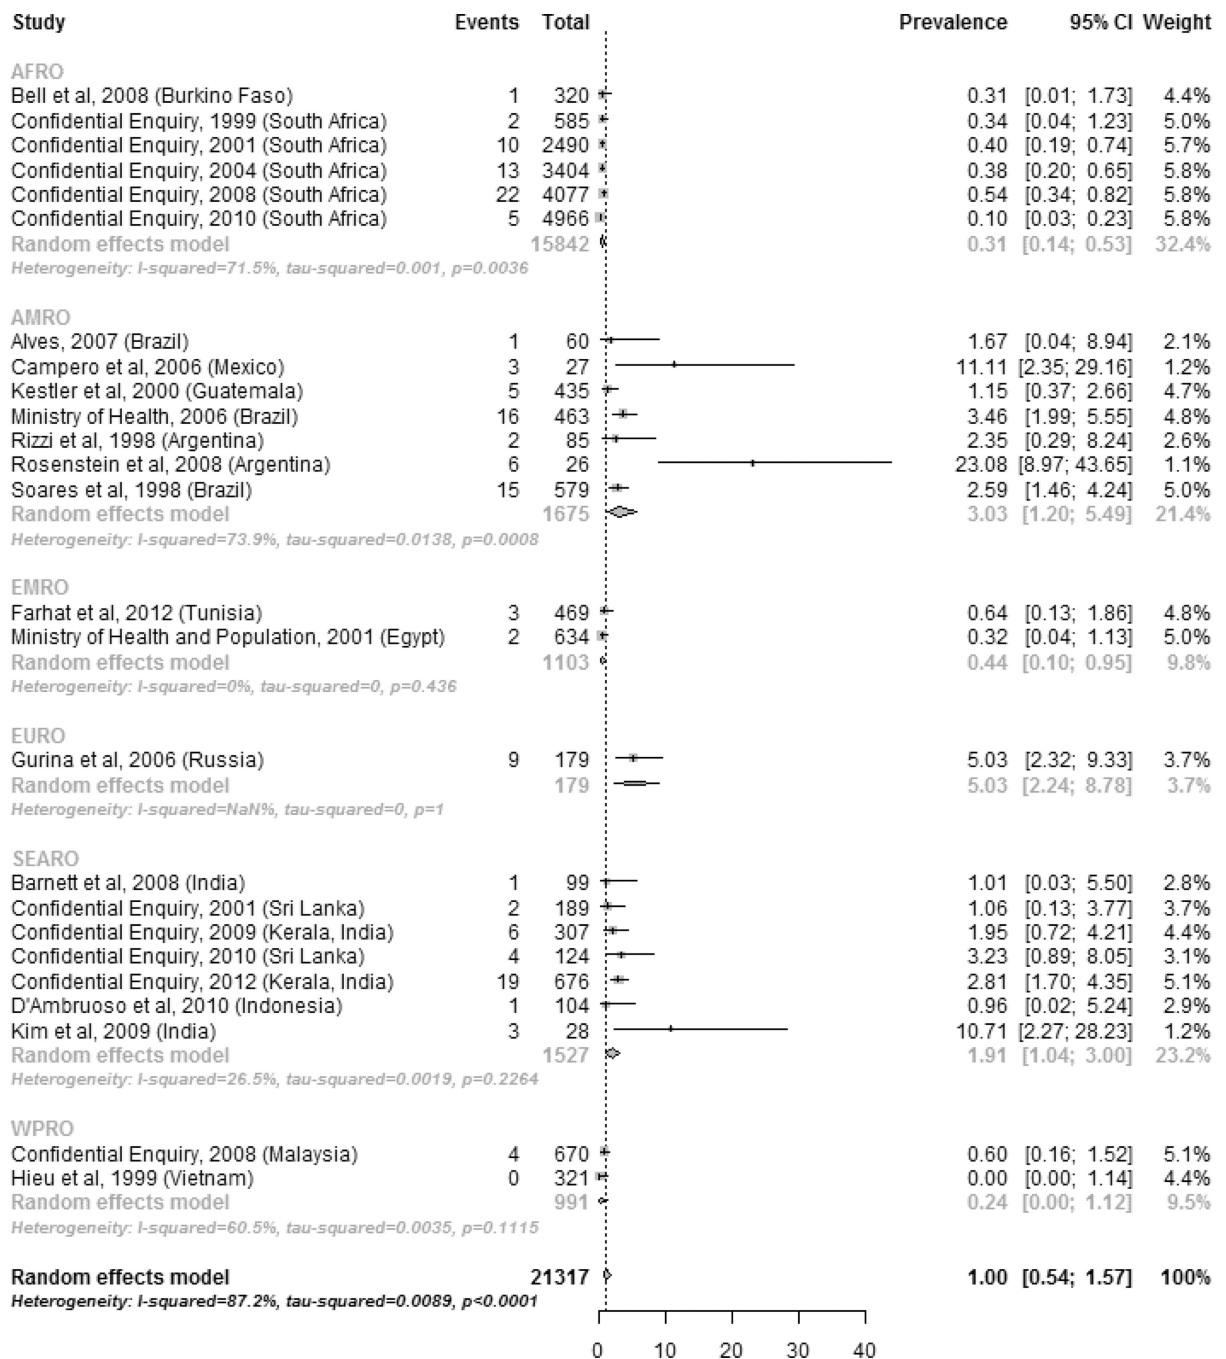 Study Events Total Prevalence 95% CI Weight
AFRO
Bell et al, 2008 (Burkino Faso) 1 320 0.31 [0.01; 1.73] 4.4%
Confidential Enquiry, 1999 (South Africa) 2 585 0.34 [0.04; 1.23] 5.0%
Confidential Enquiry, 2001 (South Africa) 10 2490 0.40 [0.19; 0.74] 5.7%
Confidential Enquiry, 2004 (South Africa) 13 3404 0.38 [0.20; 0.65] 5.8%
Confidential Enquiry, 2008 (South Africa) 22 4077 0.54 [0.34; 0.82] 5.8%
Confidential Enquiry, 2010 (South Africa) 5 4966 0.10 [0.03; 0.23] 5.8%
Random effects model 15842 0.31 [0.14; 0.53] 32.4%
Heterogeneity: I-squared=71.5%, tau-squared=0.001, p=0.0036
AMRO
Alves, 2007 (Brazil) 1 60 1.67 [0.04; 8.94] 2.1%
Campero et al, 2006 (Mexico) 3 27 11.11 [2.35; 29.16] 1.2%
Kestler et al, 2000 (Guatemala) 5 435 1.15 [0.37; 2.66] 4.7%
Ministry of Health, 2006 (Brazil) 16 463 3.46 [1.99; 5.55] 4.8%
Rizzi et al, 1998 (Argentina) 2 85 2.35 [0.29; 8.24] 2.6%
Rosenstein et al, 2008 (Argentina) 6 26 23.08 [8.97; 43.65] 1.1%
Soares et al, 1998 (Brazil) 15 579 2.59 [1.46; 4.24] 5.0%
Random effects model 1675 3.03 [1.20; 5.49] 21.4%
Heterogeneity: I-squared=73.9%, tau-squared=0.0138, p=0.0008
EMRO
Farhat et al, 2012 (Tunisia) 3 469 0.64 [0.13; 1.86] 4.8%
Ministry of Health and Population, 2001 (Egypt) 2 634 0.32 [0.04; 1.13] 5.0%
Random effects model 1103 0.44 [0.10; 0.95] 9.8%
Heterogeneity: I-squared=0%, tau-squared=0, p=0.436
EURO
Gurina et al, 2006 (Russia) 9 179 5.03 [2.32; 9.33] 3.7%
Random effects model 179 5.03 [2.24; 8.78] 3.7%
Heterogeneity: I-squared=NaN%, tau-squared=0, p=1
SEARO
Barnett et al, 2008 (India) 1 99 1.01 [0.03; 5.50] 2.8%
Confidential Enquiry, 2001 (Sri Lanka) 2 189 1.06 [0.13; 3.77] 3.7%
Confidential Enquiry, 2009 (Kerala, India) 6 307 1.95 [0.72; 4.21] 4.4%
Confidential Enquiry, 2010 (Sri Lanka) 4 124 3.23 [0.89; 8.05] 3.1%
Confidential Enquiry, 2012 (Kerala, India) 19 676 2.81 [1.70; 4.35] 5.1%
D'Ambruoso et al, 2010 (Indonesia) 1 104 0.96 [0.02; 5.24] 2.9%
Kim et al, 2009 (India) 3 28 10.71 [2.27; 28.23] 1.2%
Random effects model 1527 1.91 [1.04; 3.00] 23.2%
Heterogeneity: I-squared=26.5%, tau-squared=0.0019, p=0.2264
WPRO
Confidential Enquiry, 2008 (Malaysia) 4 670 0.60 [0.16; 1.52] 5.1%
Hieu et al, 1999 (Vietnam) 0 321 0.00 [0.00; 1.14] 4.4%
Random effects model 991 0.24 [0.00; 1.12] 9.5%
Heterogeneity: I-squared=60.5%, tau-squared=0.0035, p=0.1115
Random effects model 21317 1.00 [0.54; 1.57] 100%
Heterogeneity: I-squared=87.2%, tau-squared=0.0089, p<0.0001
0 10 20 30 40